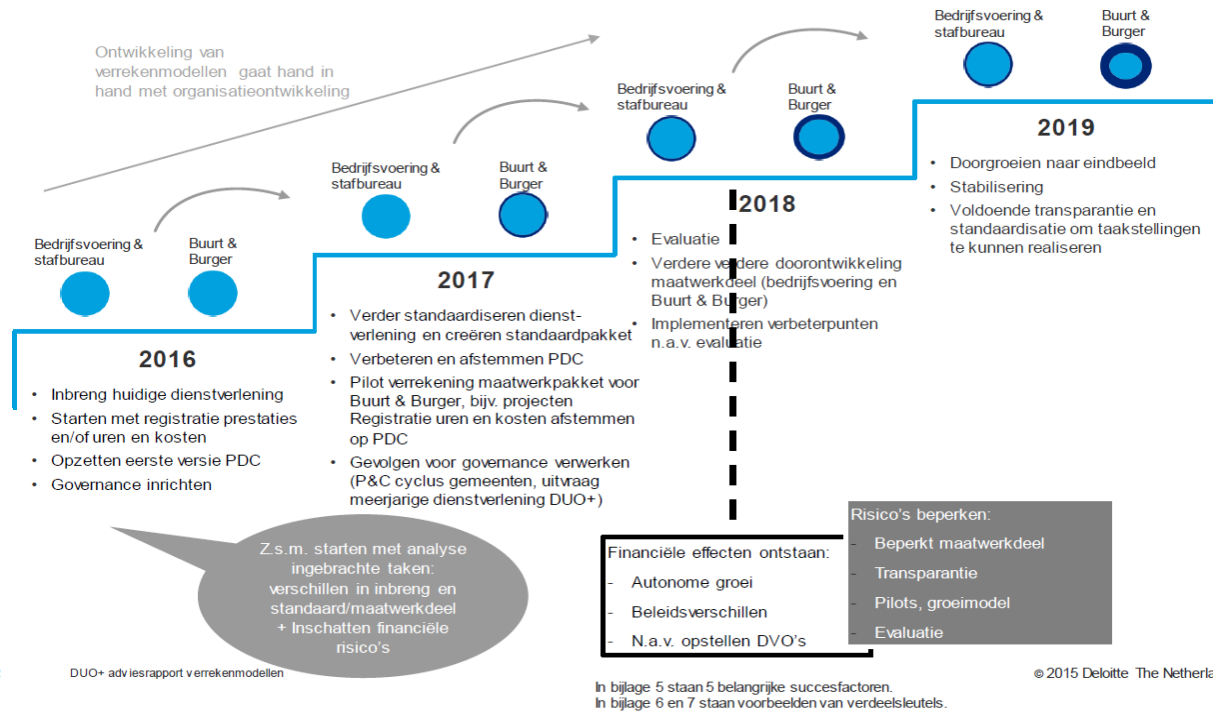 Ontwikkeling van
verrekenmodellen gaat hand in
hand met organisatieontwikkeling
Bedrijfsvoering &
stafbureau
Buurt &
Burger
2016
• Inbreng huidige dienstverlening
• Starten met registratie prestaties
en/of uren en kosten
• Opzetten eerste versie PDC
• Governance inrichten
Bedrijfsvoering &
stafbureau
Buurt &
Burger
2017
• Verder standaardiseren dienst-
verlening en creëren standaardpakket
• Verbeteren en afstemmen PDC
• Pilot verrekening maatwerkpakket voor
Buurt & Burger, bijv. projecten
Registratie uren en kosten afstemmen
op PDC
• Gevolgen voor governance verwerken
(P&C cyclus gemeenten, uitvraag
meerjarige dienstverlening DUO+)
Bedrijfsvoering &
stafbureau
Buurt &
Burger
2018
• Evaluatie
• Verdere verdere doorontwikkeling
maatwerkdeel (bedrijfsvoering en
Buurt & Burger)
• Implementeren verbeterpunten
n.a.v. evaluatie
Bedrijfsvoering &
stafbureau
Buurt &
Burger
2019
• Doorgroeien naar eindbeeld
• Stabilisering
• Voldoende transparantie en
standaardisatie om taakstellingen
te kunnen realiseren
Z.s.m. starten met analyse
ingebrachte taken:
verschillen in inbreng en
standaard/maatwerkdeel
+ Inschatten financiële
risico's
Financiële effecten ontstaan:
- Autonome groei
- Beleidsverschillen
- N.a.v. opstellen DVO's
Risico's beperken:
- Beperkt maatwerkdeel
- Transparantie
- Pilots, groeimodel
- Evaluatie
DUO+ adviesrapport verrekenmodellen
© 2015 Deloitte The Netherla
In bijlage 5 staan 5 belangrijke succesfactoren.
In bijlage 6 en 7 staan voorbeelden van verdeelsleutels.